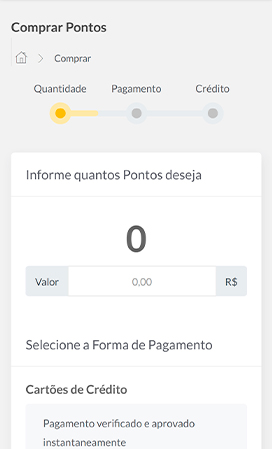 Comprar Pontos
Comprar
Quantidade Pagamento Crédito
Informe quantos Pontos deseja
0
Valor 0,00 R$
Selecione a Forma de Pagamento
Cartões de Crédito
Pagamento verificado e aprovado
instantaneamente